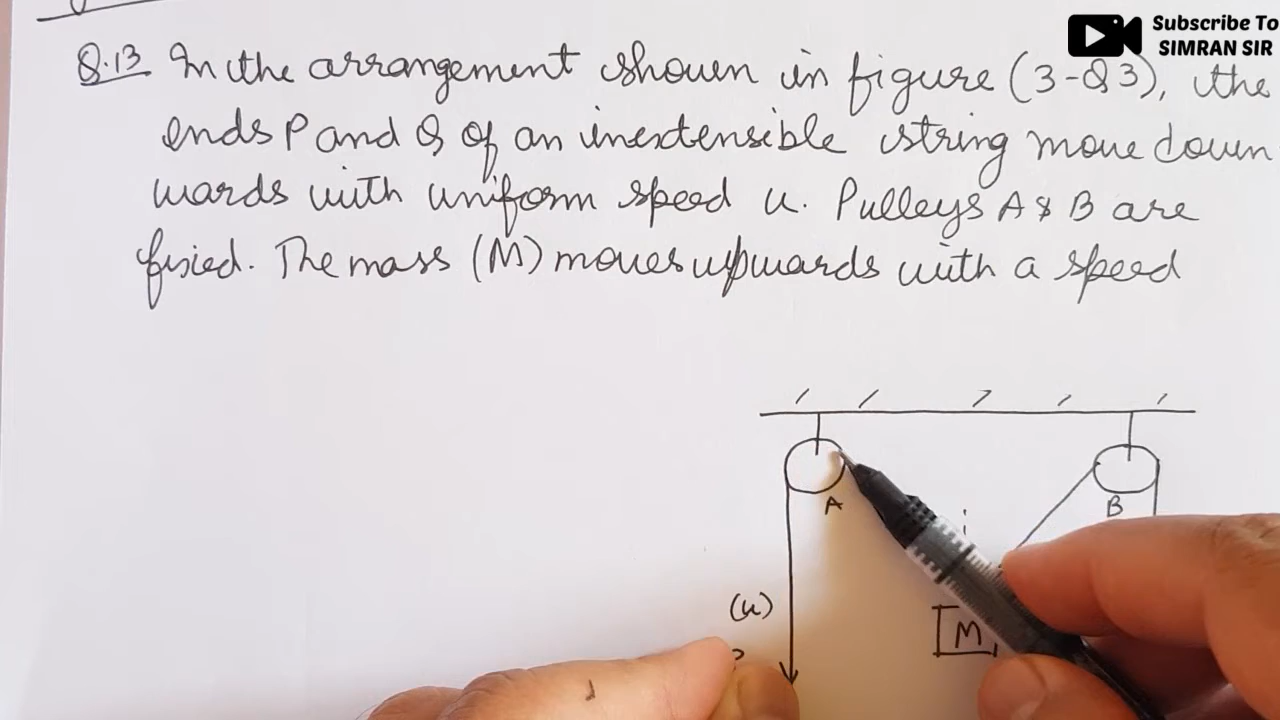 Subscribe To
SIMRAN SIR
Q.13 In the arrangement shown in figure (3-Q3), the
ends P and Q of an inextensible string move down
wards with uniform speed u. Pulleys A & B are
fixed. The mass (M) moves upwards with a speed
A
B
(u)
M